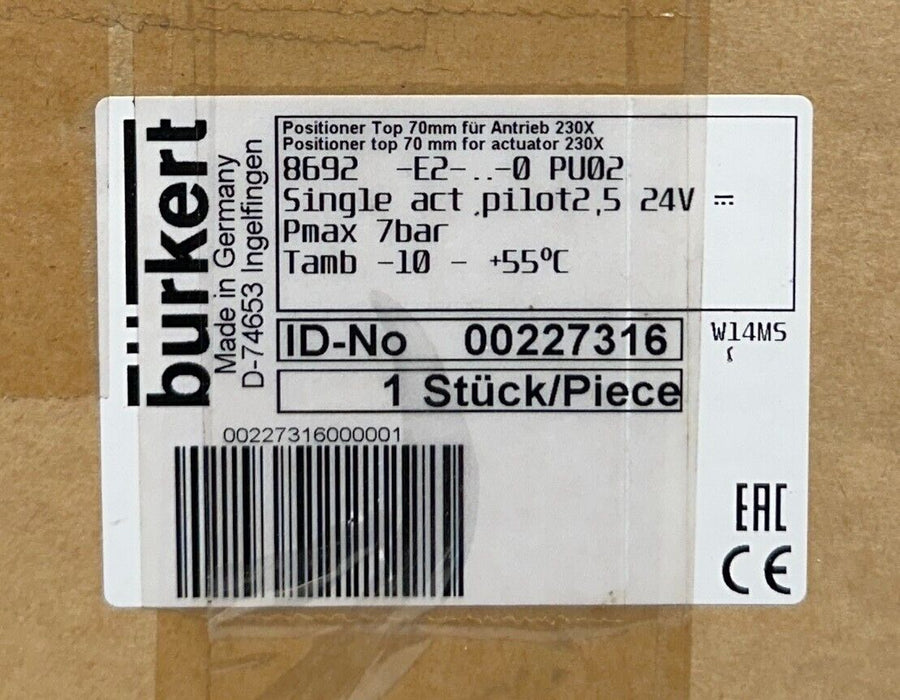 bürkert
Made in Germany
D-74653 Ingelfingen
Positioner Top 70mm für Antrieb 230X
Positioner top 70 mm for actuator 230X
8692 -E2-..-0 PU02
Single act.pilot2,5 24V ⎓
Pmax 7bar
Tamb -10 - +55°C
ID-No 00227316
W14MS
1 Stück/Piece
00227316000001
EAC
CE